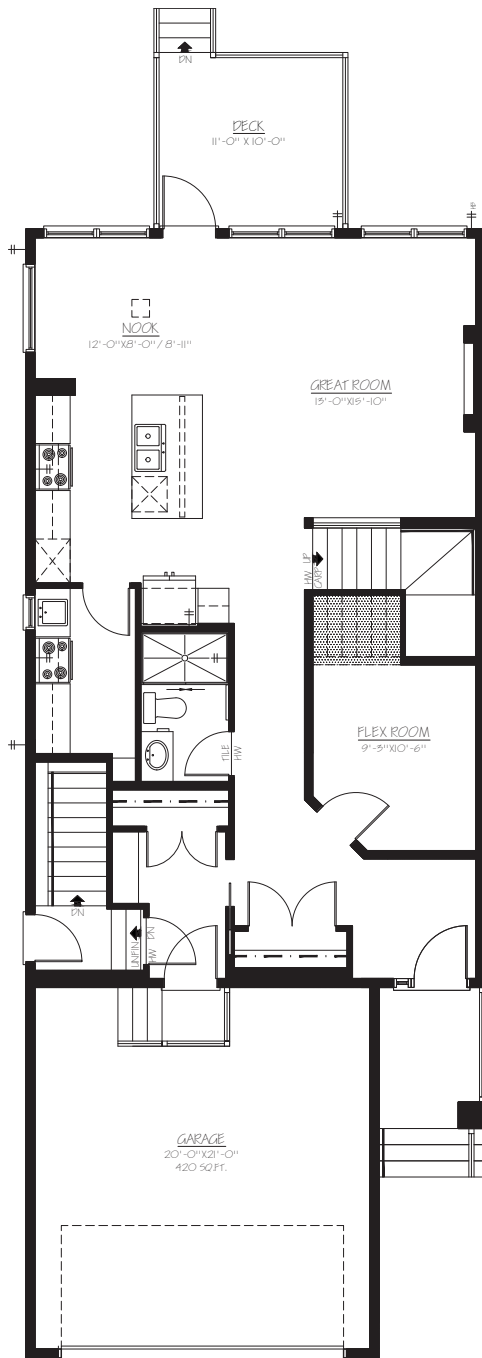 DN
DECK
11'-0" X 10'-0"
HB
NOOK
12'-0"X8'-0" / 8'-11"
GREAT ROOM
13'-0"X15'-10"
HW UP
CARP
FLEX ROOM
9'-3"X10'-6"
TILE
HW
DN
UNFIN DN
HW
GARAGE
20'-0"X21'-0"
420 SQ.FT.